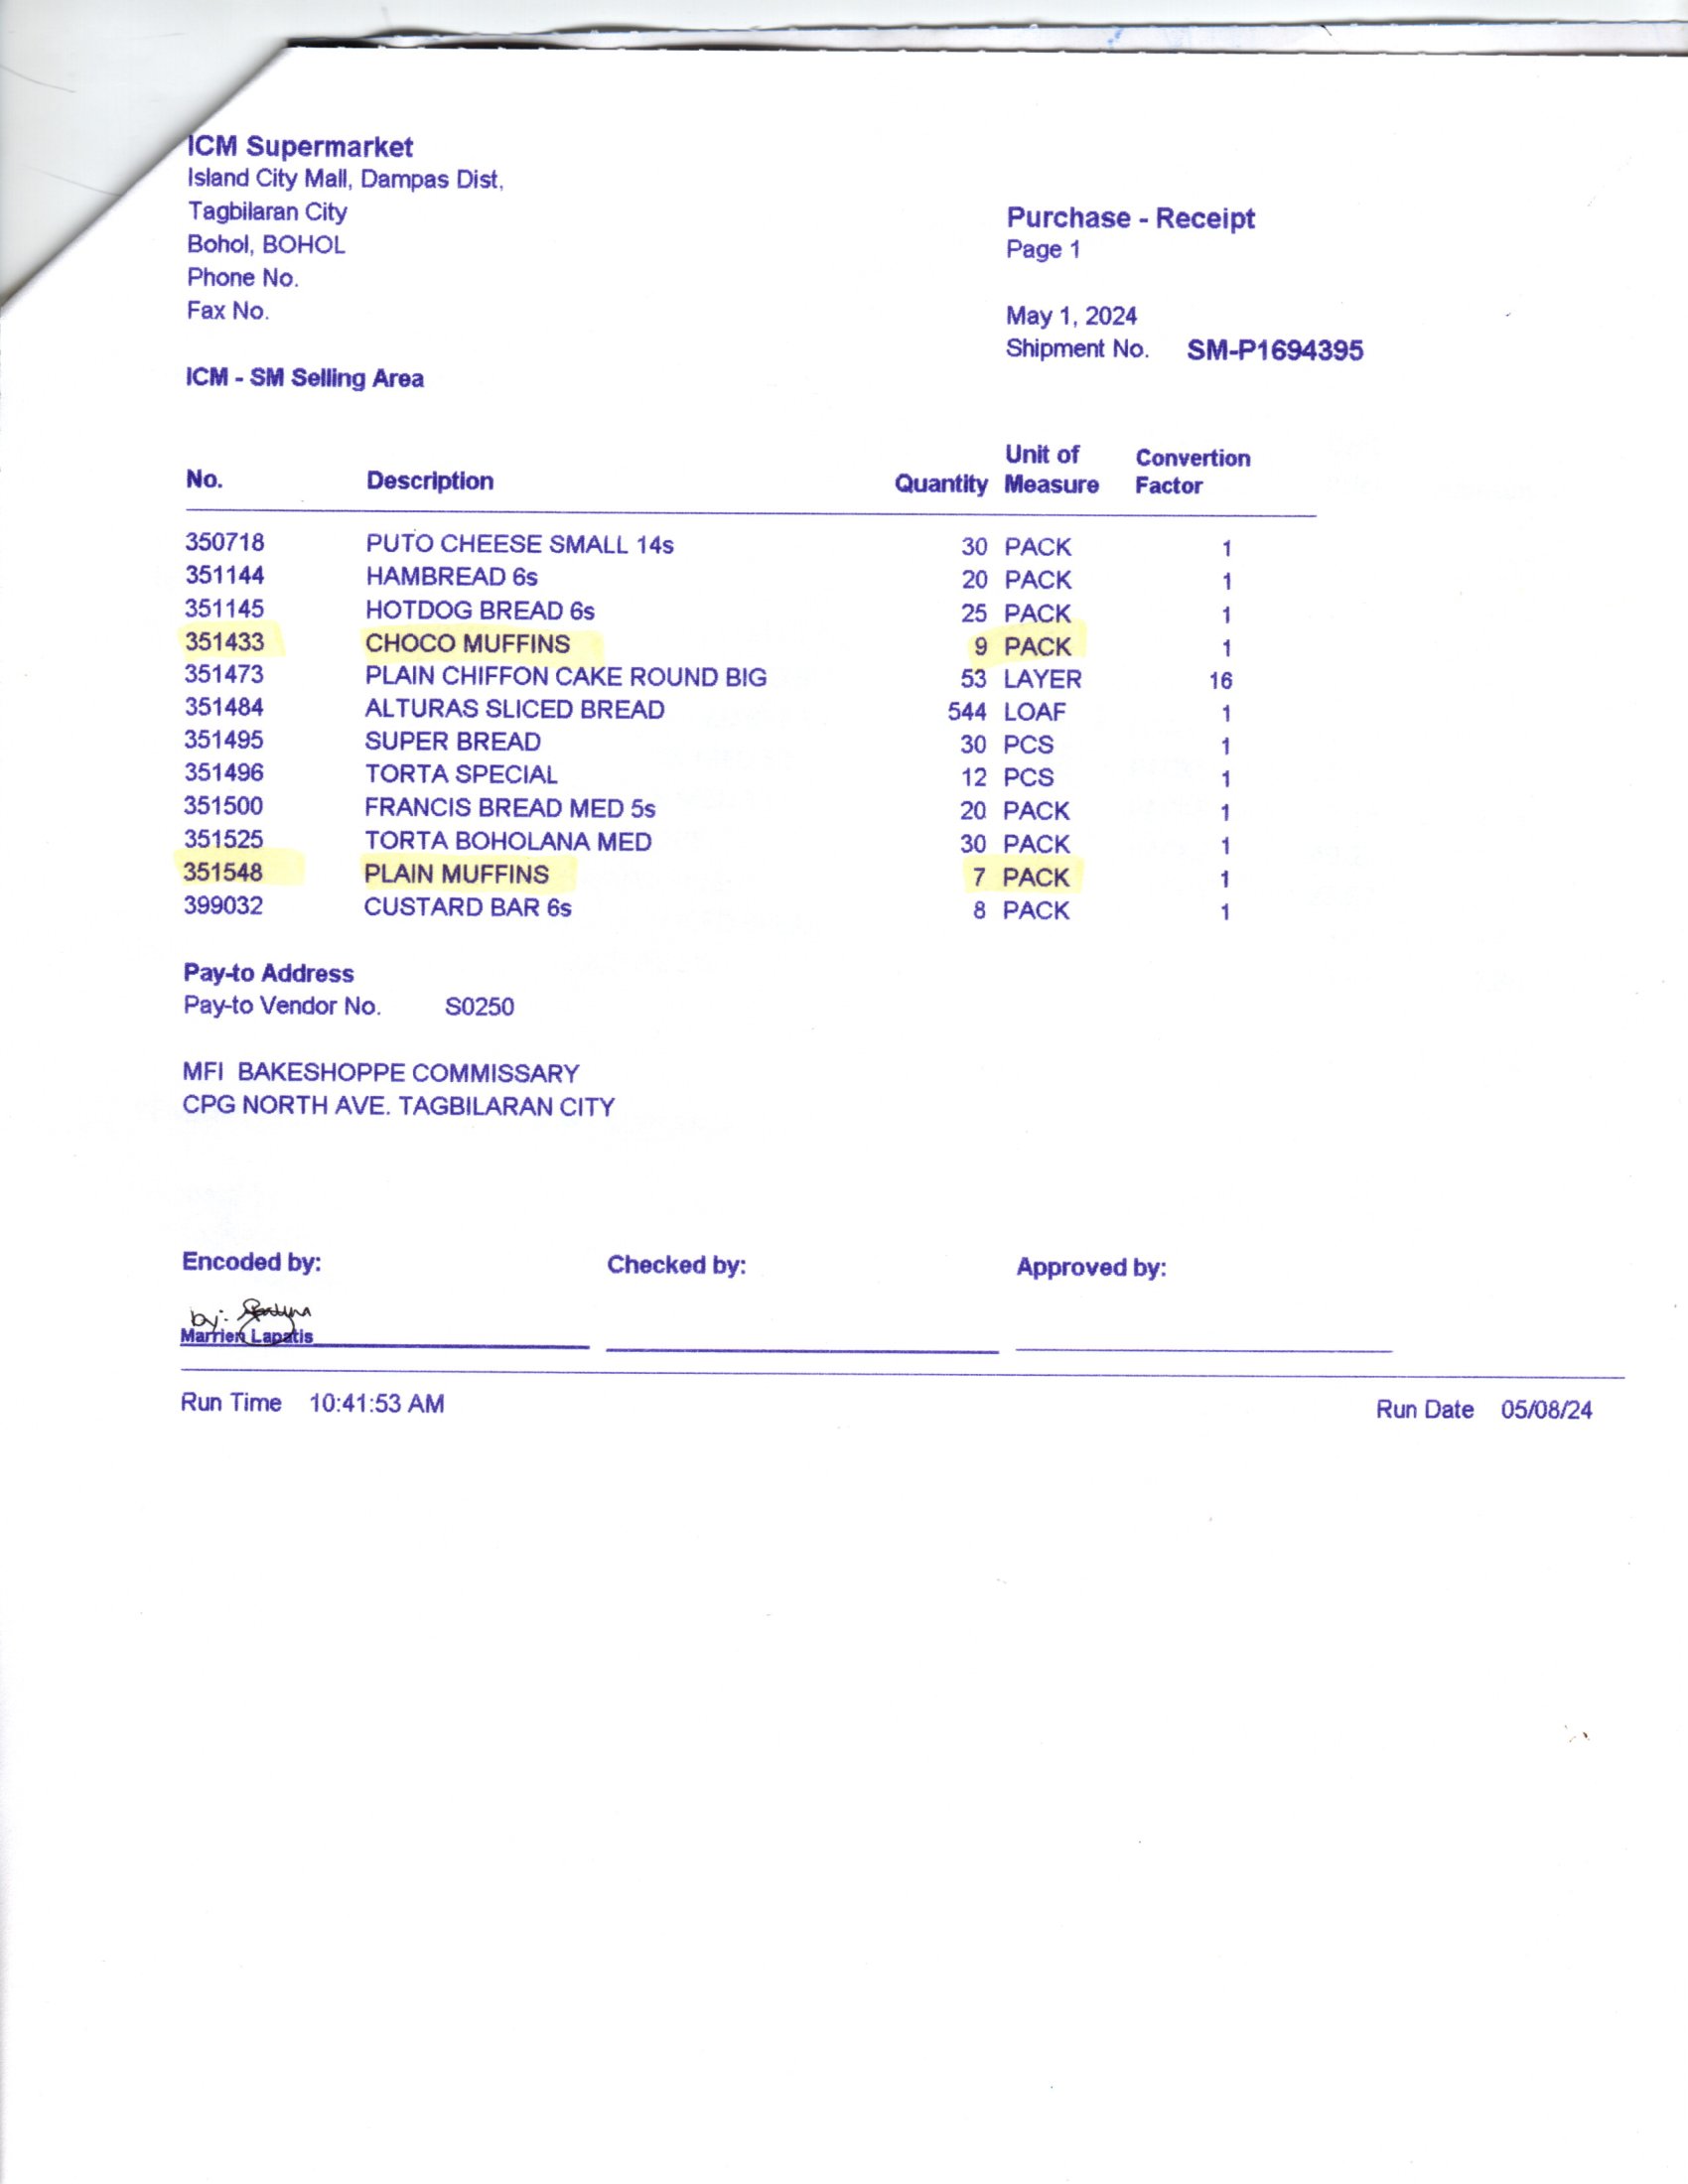 ICM Supermarket
Island City Mall, Dampas Dist,
Tagbilaran City
Bohol, BOHOL
Phone No.
Fax No.
Purchase - Receipt
Page 1
May 1, 2024
Shipment No. SM-P1694395
ICM - SM Selling Area
No. Description Quantity Unit of Measure Convertion Factor
350718 PUTO CHEESE SMALL 14s 30 PACK 1
351144 HAMBREAD 6s 20 PACK 1
351145 HOTDOG BREAD 6s 25 PACK 1
351433 CHOCO MUFFINS 9 PACK 1
351473 PLAIN CHIFFON CAKE ROUND BIG 53 LAYER 16
351484 ALTURAS SLICED BREAD 544 LOAF 1
351495 SUPER BREAD 30 PCS 1
351496 TORTA SPECIAL 12 PCS 1
351500 FRANCIS BREAD MED 5s 20 PACK 1
351525 TORTA BOHOLANA MED 30 PACK 1
351548 PLAIN MUFFINS 7 PACK 1
399032 CUSTARD BAR 6s 8 PACK 1
Pay-to Address
Pay-to Vendor No. S0250
MFI BAKESHOPPE COMMISSARY
CPG NORTH AVE. TAGBILARAN CITY
Encoded by: Checked by: Approved by:
by:
Marrien Lapatis
Run Time 10:41:53 AM Run Date 05/08/24